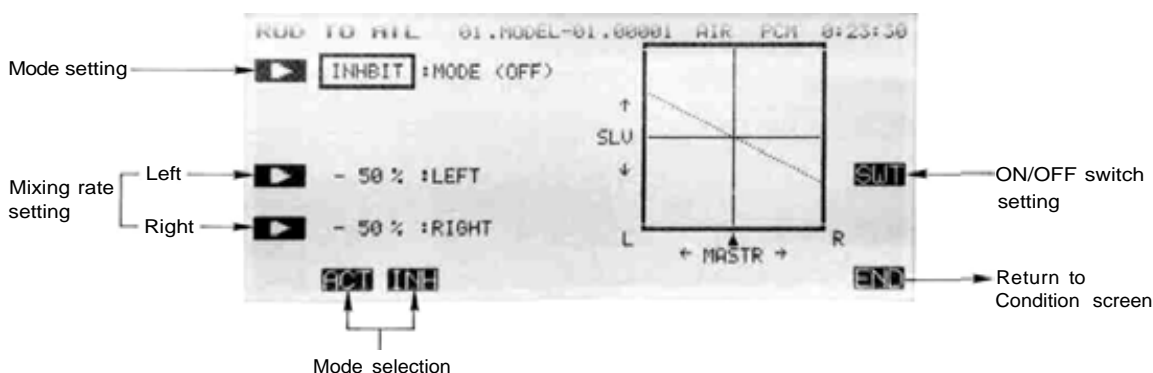 RUD TO AIL 01.MODEL-01.00001 AIR PCM 0:23:30
Mode setting
INHBIT :MODE (OFF)
↑
SLV
↓
Mixing rate setting
Left
- 50 % :LEFT
SWT
ON/OFF switch setting
Right
- 50 % :RIGHT
L
R
← MASTR →
ACT INH
END
Return to
Condition screen
Mode selection